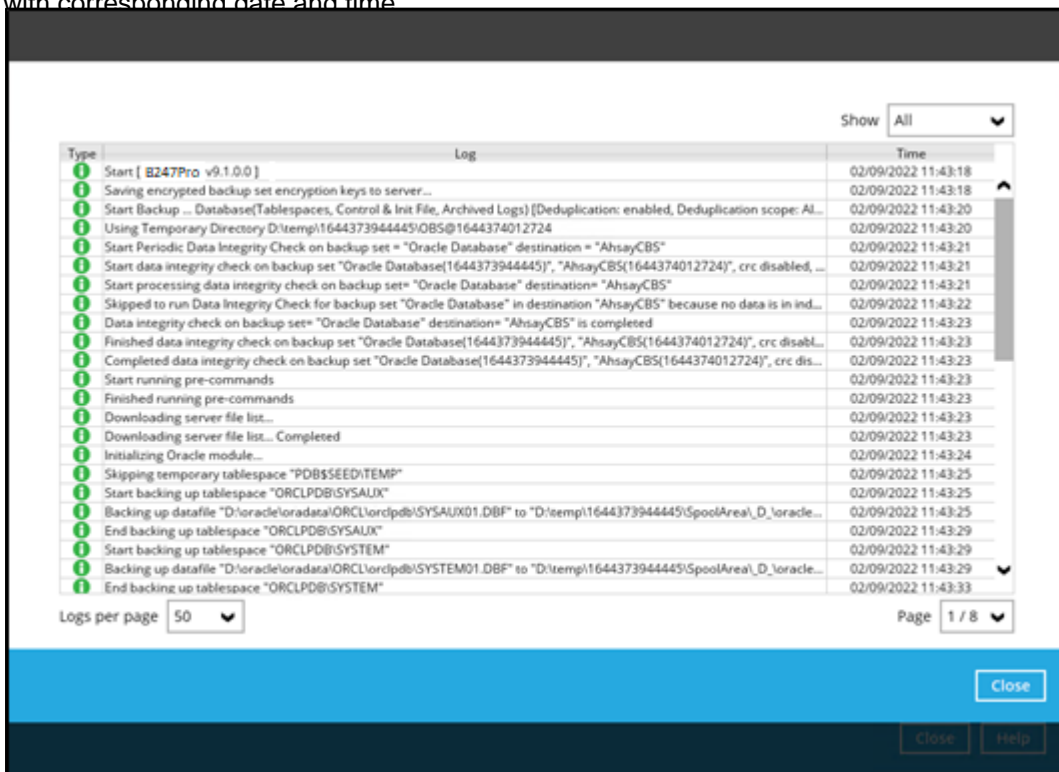 with corresponding date and time
Show All
Type Log Time
Start [ B247Pro v9.1.0.0 ] 02/09/2022 11:43:18
Saving encrypted backup set encryption keys to server... 02/09/2022 11:43:18
Start Backup ... Database(Tablespaces, Control & Init File, Archived Logs) [Deduplication: enabled, Deduplication scope: Al... 02/09/2022 11:43:20
Using Temporary Directory D:\temp\1644373944445\OBS@1644374012724 02/09/2022 11:43:20
Start Periodic Data Integrity Check on backup set = "Oracle Database" destination = "AhsayCBS" 02/09/2022 11:43:21
Start data integrity check on backup set "Oracle Database(1644373944445)", "AhsayCBS(1644374012724)", crc disabled, ... 02/09/2022 11:43:21
Start processing data integrity check on backup set= "Oracle Database" destination= "AhsayCBS" 02/09/2022 11:43:21
Skipped to run Data Integrity Check for backup set "Oracle Database" in destination "AhsayCBS" because no data is in ind... 02/09/2022 11:43:22
Data integrity check on backup set= "Oracle Database" destination= "AhsayCBS" is completed 02/09/2022 11:43:23
Finished data integrity check on backup set "Oracle Database(1644373944445)", "AhsayCBS(1644374012724)", crc disabl... 02/09/2022 11:43:23
Completed data integrity check on backup set "Oracle Database(1644373944445)", "AhsayCBS(1644374012724)", crc dis... 02/09/2022 11:43:23
Start running pre-commands 02/09/2022 11:43:23
Finished running pre-commands 02/09/2022 11:43:23
Downloading server file list... 02/09/2022 11:43:23
Downloading server file list... Completed 02/09/2022 11:43:23
Initializing Oracle module... 02/09/2022 11:43:24
Skipping temporary tablespace "PDB$SEED\TEMP" 02/09/2022 11:43:25
Start backing up tablespace "ORCLPDB\SYSAUX" 02/09/2022 11:43:25
Backing up datafile "D:\oracle\oradata\ORCL\orclpdb\SYSAUX01.DBF" to "D:\temp\1644373944445\SpoolArea\_D_\oracle... 02/09/2022 11:43:25
End backing up tablespace "ORCLPDB\SYSAUX" 02/09/2022 11:43:29
Start backing up tablespace "ORCLPDB\SYSTEM" 02/09/2022 11:43:29
Backing up datafile "D:\oracle\oradata\ORCL\orclpdb\SYSTEM01.DBF" to "D:\temp\1644373944445\SpoolArea\_D_\oracle... 02/09/2022 11:43:29
End backing up tablespace "ORCLPDB\SYSTEM" 02/09/2022 11:43:33
Logs per page 50 Page 1 / 8
Close
Close Help